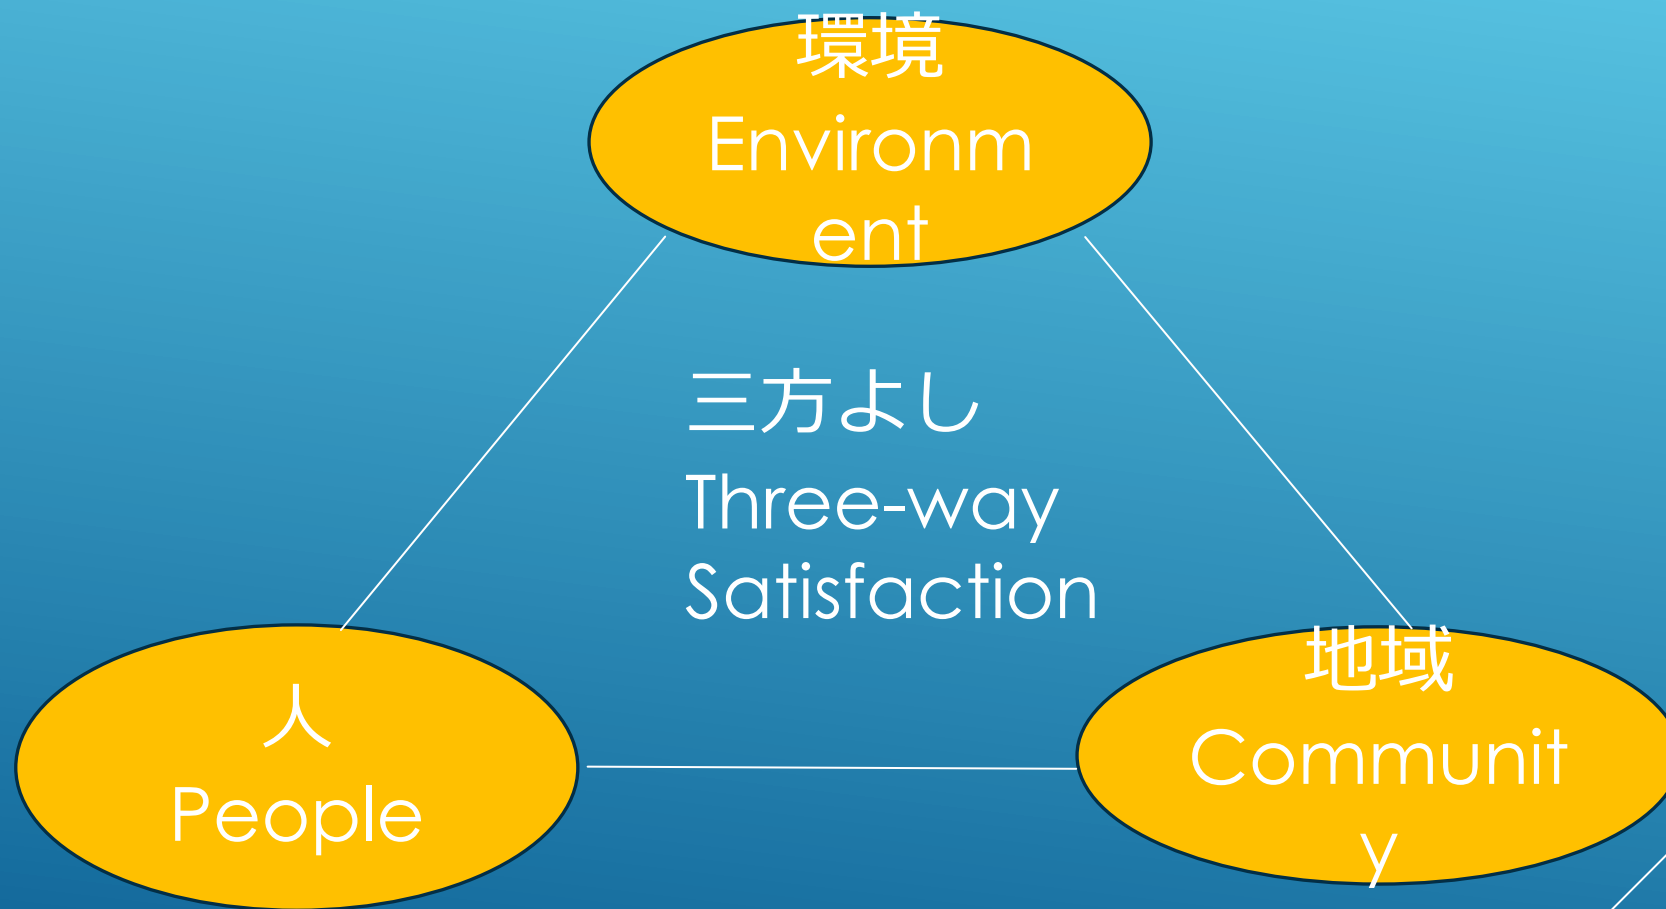 環境
Environm
ent
三方よし
Three-way
Satisfaction
人
People
地域
Communit
y